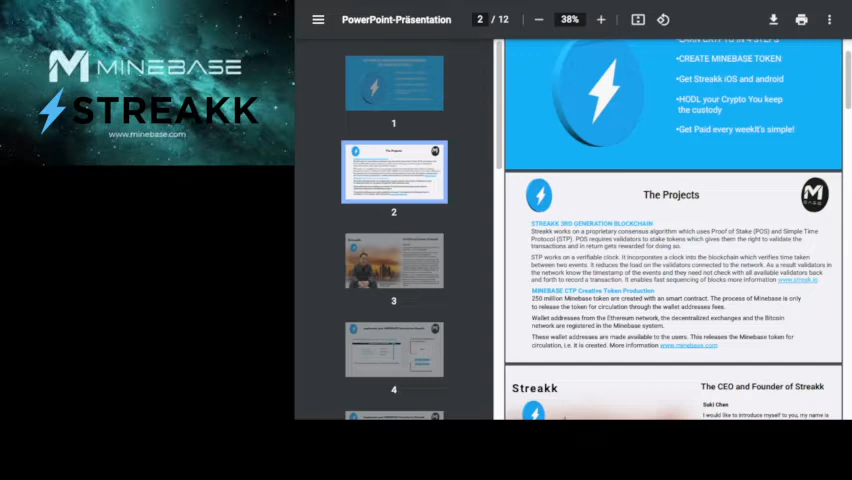 MINEBASE
STREAKK
www.minebase.com
PowerPoint-Präsentation
2 / 12
38%
1
The Projects
2
3
4
EARN CRYPTO IN 4 STEPS
•CREATE MINEBASE TOKEN
•Get Streakk iOS and android
•HODL your Crypto You keep
the custody
•Get Paid every weekIt's simple!
The Projects
M
BASE
STREAKK 3RD GENERATION BLOCKCHAIN
Streakk works on a proprietary consensus algorithm which uses Proof of Stake (POS) and Simple Time
Protocol (STP). POS requires validators to stake tokens which gives them the right to validate the
transactions and in return gets rewarded for doing so.
STP works on a verifiable clock. It incorporates a clock into the blockchain which verifies time taken
between two events. It reduces the load on the validators connected to the network. As a result validators in
the network know the timestamp of the events and they need not check with all available validators back
and forth to record a transaction. It enables fast sequencing of blocks more information www.streak.io
MINEBASE CTP Creative Token Production
250 million Minebase token are created with an smart contract. The process of Minebase is only
to release the token for circulation through the wallet addresses fees.
Wallet addresses from the Ethereum network, the decentralized exchanges and the Bitcoin
network are registered in the Minebase system.
These wallet addresses are made available to the users. This releases the Minebase token for
circulation, i.e. it is created. More information www.minebase.com
Streakk
The CEO and Founder of Streakk
Suki Chen
I would like to introduce myself to you, my name is